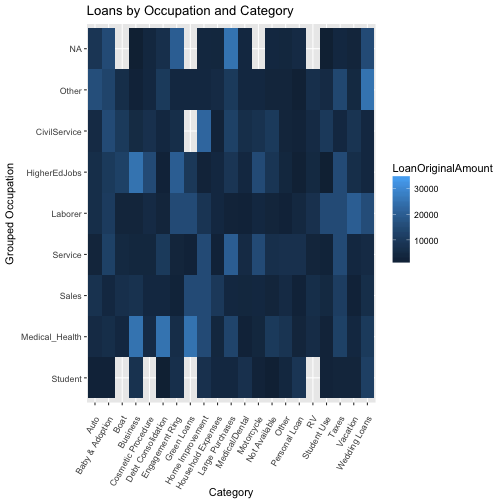 Loans by Occupation and Category
Grouped Occupation
NA
Other
CivilService
HigherEdJobs
Laborer
Service
Sales
Medical_Health
Student
Auto
Baby & Adoption
Boat
Business
Cosmetic Procedure
Debt Consolidation
Engagement Ring
Green Loans
Home Improvement
Household Expenses
Large Purchases
Medical/Dental
Motorcycle
Not Available
Other
Personal Loan
RV
Student Use
Taxes
Vacation
Wedding Loans
Category
LoanOriginalAmount
30000
20000
10000